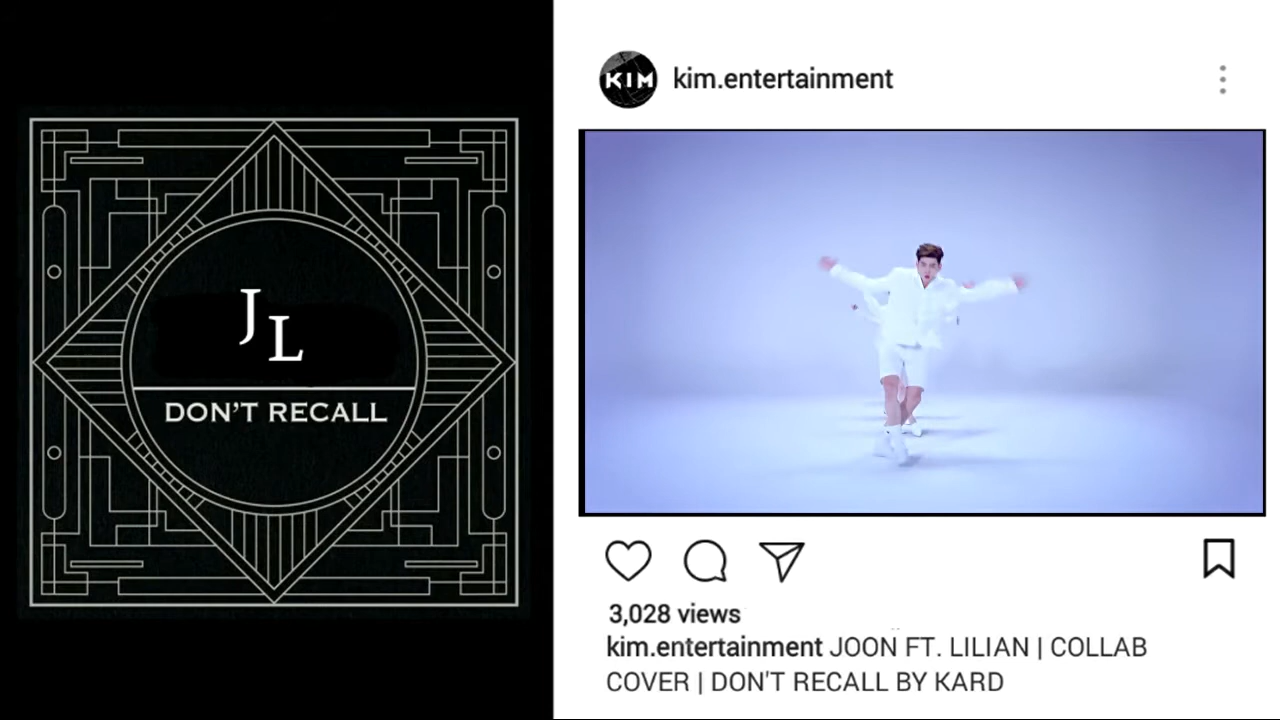 J
L
DON'T RECALL
KIM
kim.entertainment
3,028 views
kim.entertainment JOON FT. LILIAN | COLLAB
COVER | DON'T RECALL BY KARD